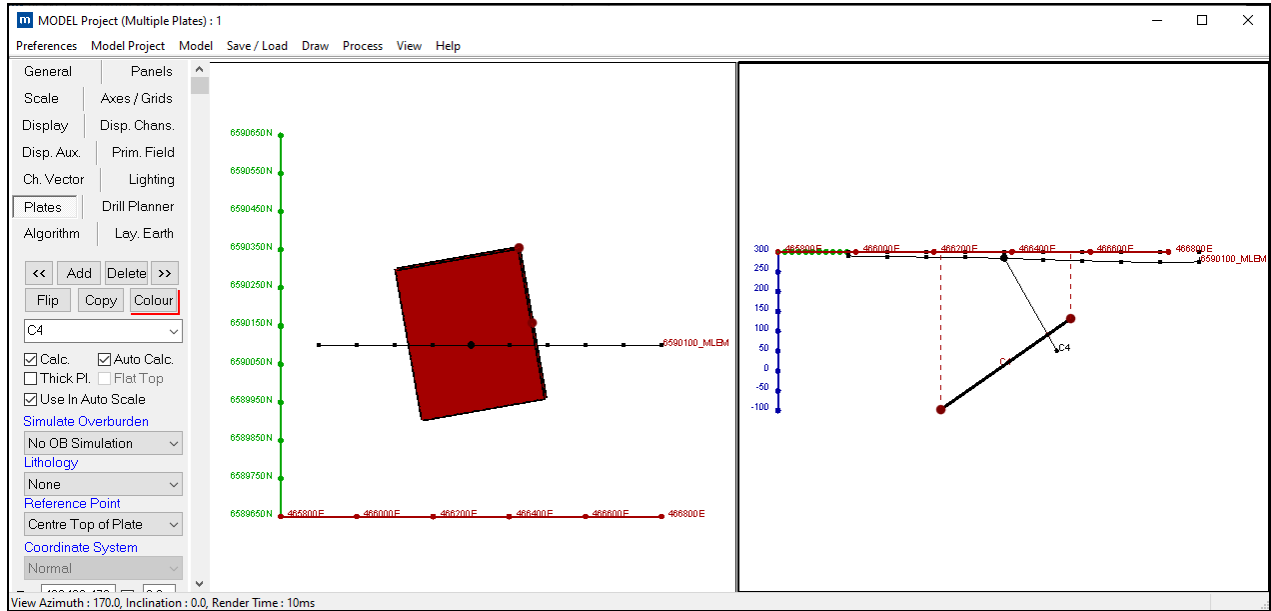 MODEL Project (Multiple Plates) : 1
Preferences Model Project Model Save / Load Draw Process View Help
General Panels
Scale Axes / Grids
Display Disp. Chans.
Disp. Aux. Prim. Field
Ch. Vector Lighting
Plates Drill Planner
Algorithm Lay. Earth
<< Add Delete >>
Flip Copy Colour
C4
Calc. Auto Calc.
Thick Pl. Flat Top
Use In Auto Scale
Simulate Overburden
No OB Simulation
Lithology
None
Reference Point
Centre Top of Plate
Coordinate System
Normal
6590650N
6590550N
6590450N
6590350N
6590250N
6590150N
6590050N
6589950N
6589850N
6589750N
6589650N
465800E 466000E 466200E 466400E 466600E 466800E
6590100_MLEM
300
250
200
150
100
50
0
-50
-100
465800E 466000E 466200E 466400E 466600E 466800E
6590100_MLEM
C4
View Azimuth : 170.0, Inclination : 0.0, Render Time : 10ms